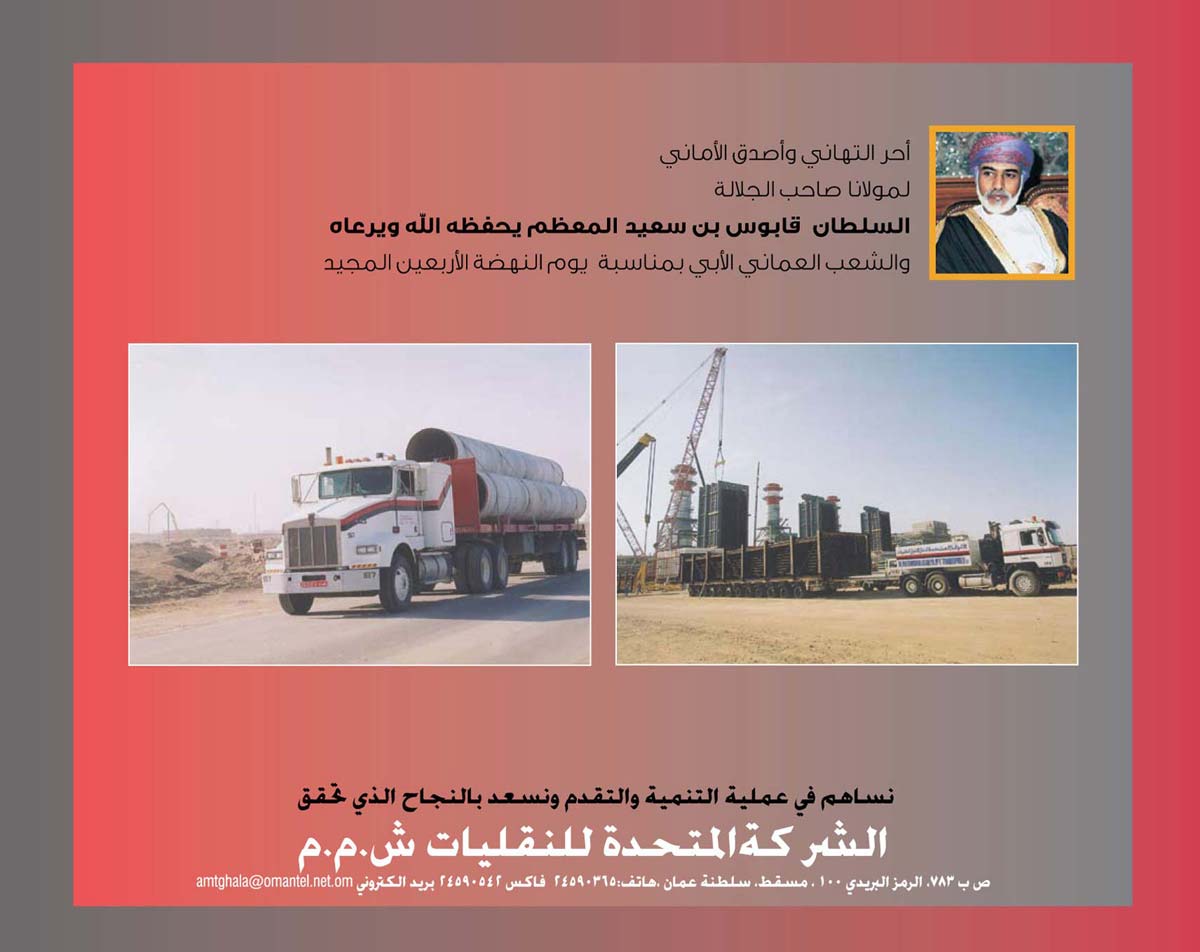 أحر التهاني وأصدق الأماني
لمولانا صاحب الجلالة
السلطان قابوس بن سعيد المعظم يحفظه الله ويرعاه
والشعب العماني الأبي بمناسبة يوم النهضة الأربعين المجيد
187
187
نساهم في عملية التنمية والتقدم ونسعد بالنجاح الذي تحقق
الشركة المتحدة للنقليات ش.م.م
ص ب ٧٨٣، الرمز البريدي ١٠٠ ، مسقط، سلطنة عمان ،هاتف:٢٤٥٩٠٣٦٥ فاكس ٢٤٥٩٠٥٤٢ بريد الكتروني amtghala@omantel.net.om